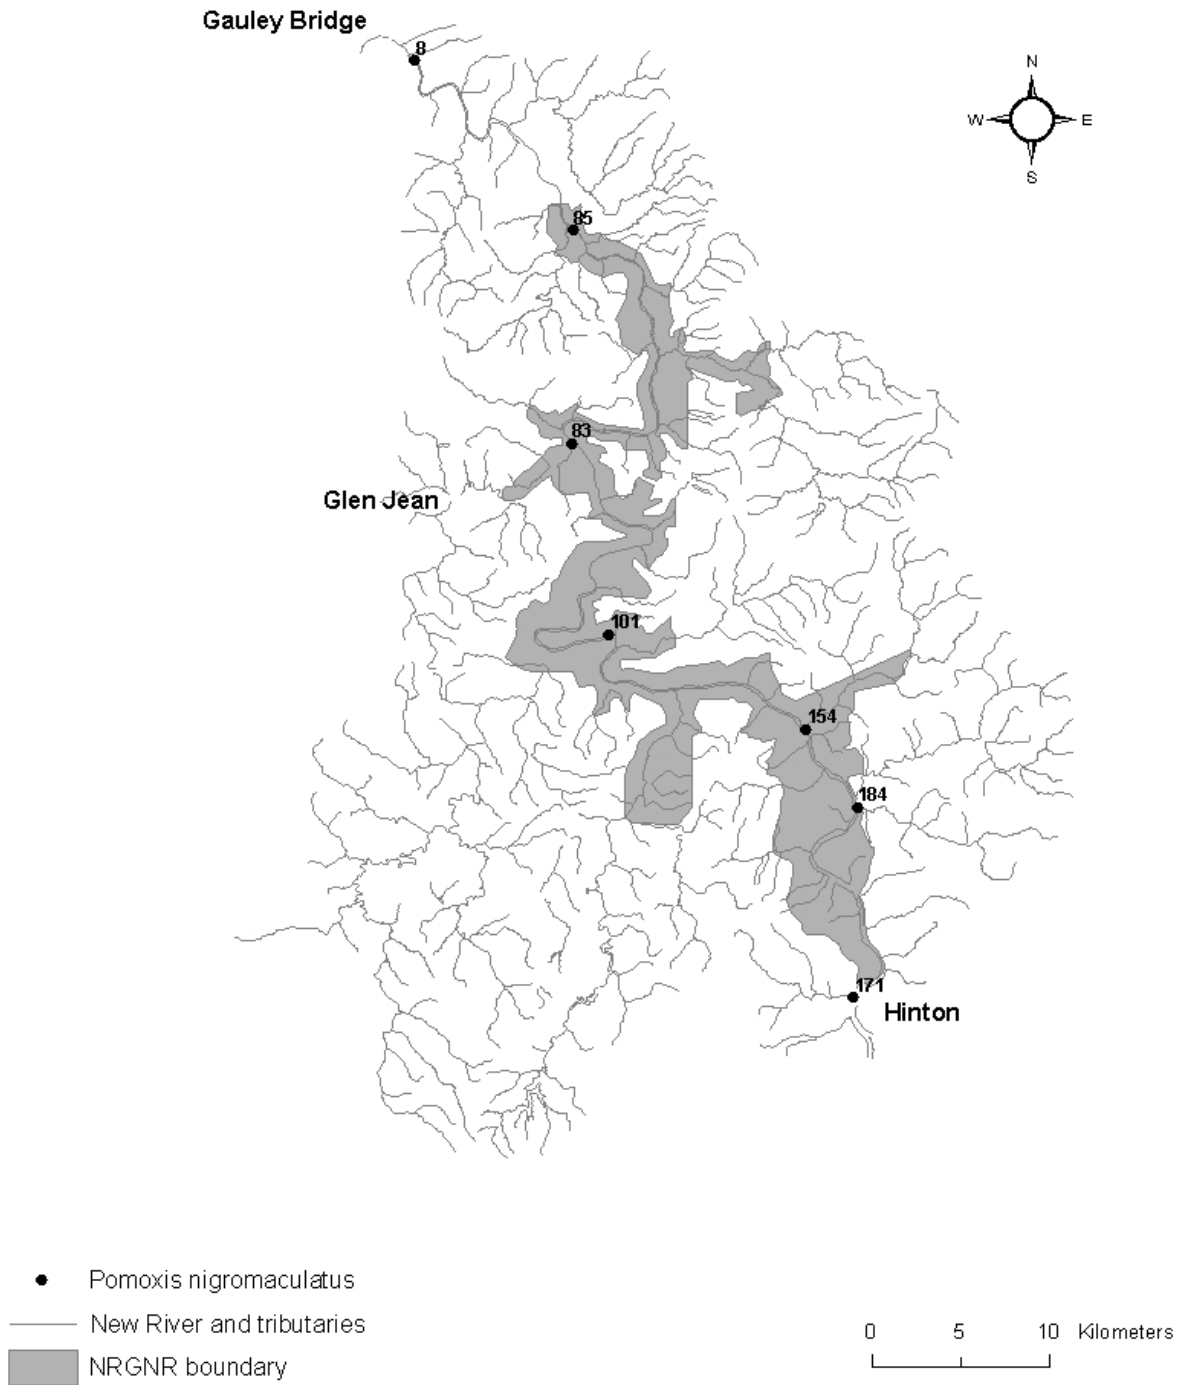 Gauley Bridge
8
N
W E
S
85
83
Glen Jean
101
154
184
171
Hinton
Pomoxis nigromaculatus
New River and tributaries
NRGNR boundary
0 5 10 Kilometers